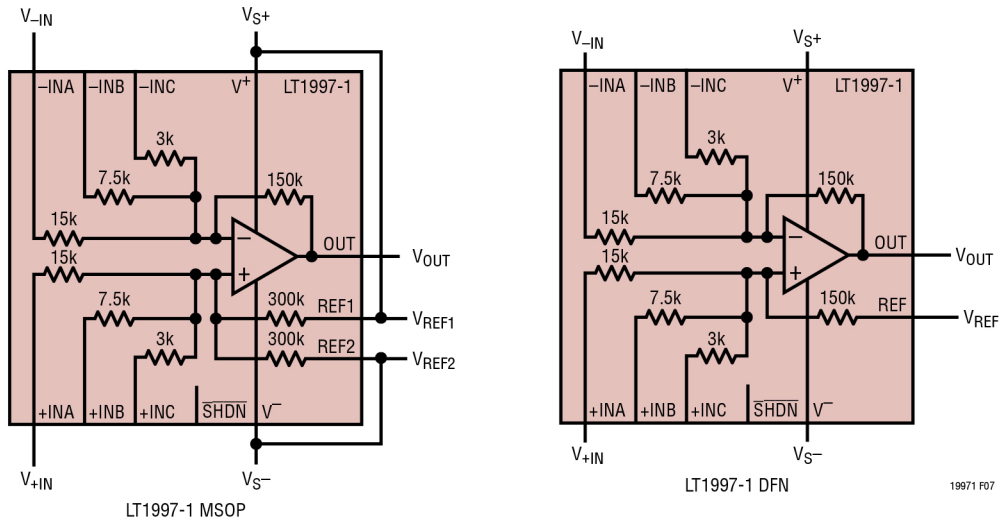 V–IN
VS+
–INA
–INB
–INC
V+
LT1997-1
3k
7.5k
150k
15k
15k
OUT
VOUT
7.5k
300k
REF1
VREF1
300k
REF2
VREF2
3k
+INA
+INB
+INC
SHDN
V–
V+IN
VS–
LT1997-1 MSOP
V–IN
VS+
–INA
–INB
–INC
V+
LT1997-1
3k
7.5k
150k
15k
15k
OUT
VOUT
7.5k
150k
REF
VREF
3k
+INA
+INB
+INC
SHDN
V–
V+IN
VS–
LT1997-1 DFN
19971 F07